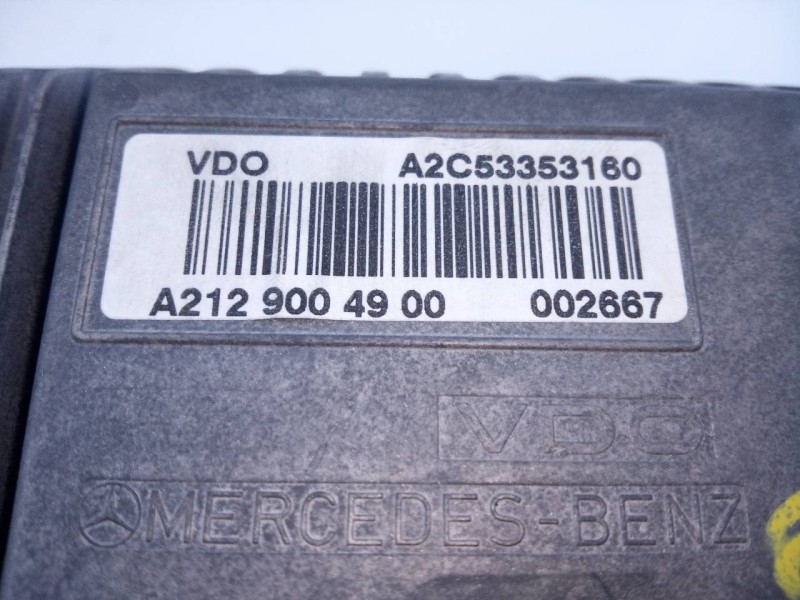 VDO A2C53353160
A212 900 49 00 002667
VDO
MERCEDES-BENZ